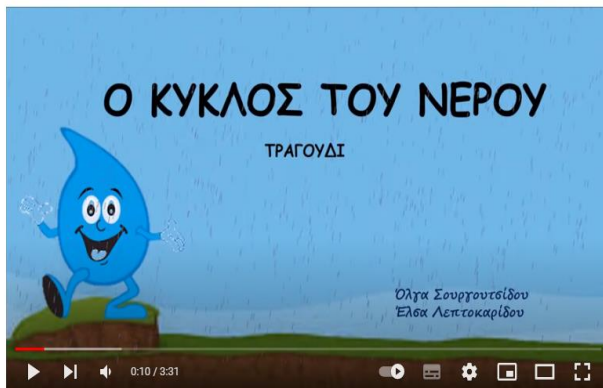 Ο ΚΥΚΛΟΣ ΤΟΥ ΝΕΡΟΥ
ΤΡΑΓΟΥΔΙ
Όλγα Σουργουτσίδου
Έλσα Λεπτοκαρίδου
0:10 / 3:31